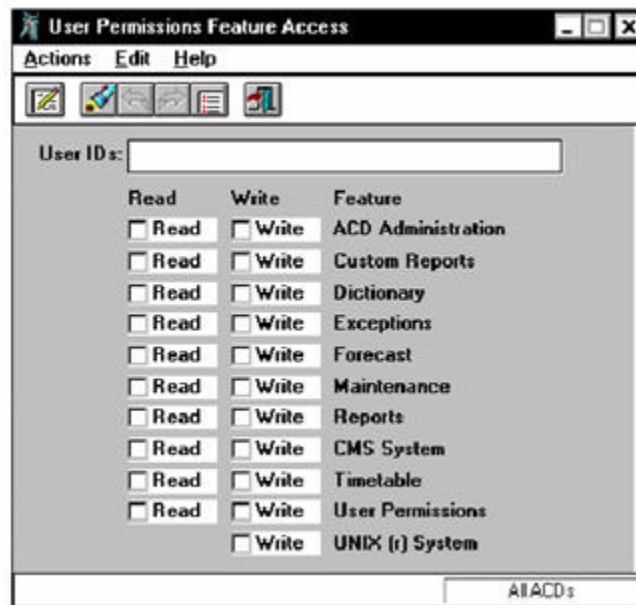 User Permissions Feature Access
Actions Edit Help
User IDs:
Read Write Feature
Read Write ACD Administration
Read Write Custom Reports
Read Write Dictionary
Read Write Exceptions
Read Write Forecast
Read Write Maintenance
Read Write Reports
Read Write CMS System
Read Write Timetable
Read Write User Permissions
Write UNIX (r) System
All ACDs